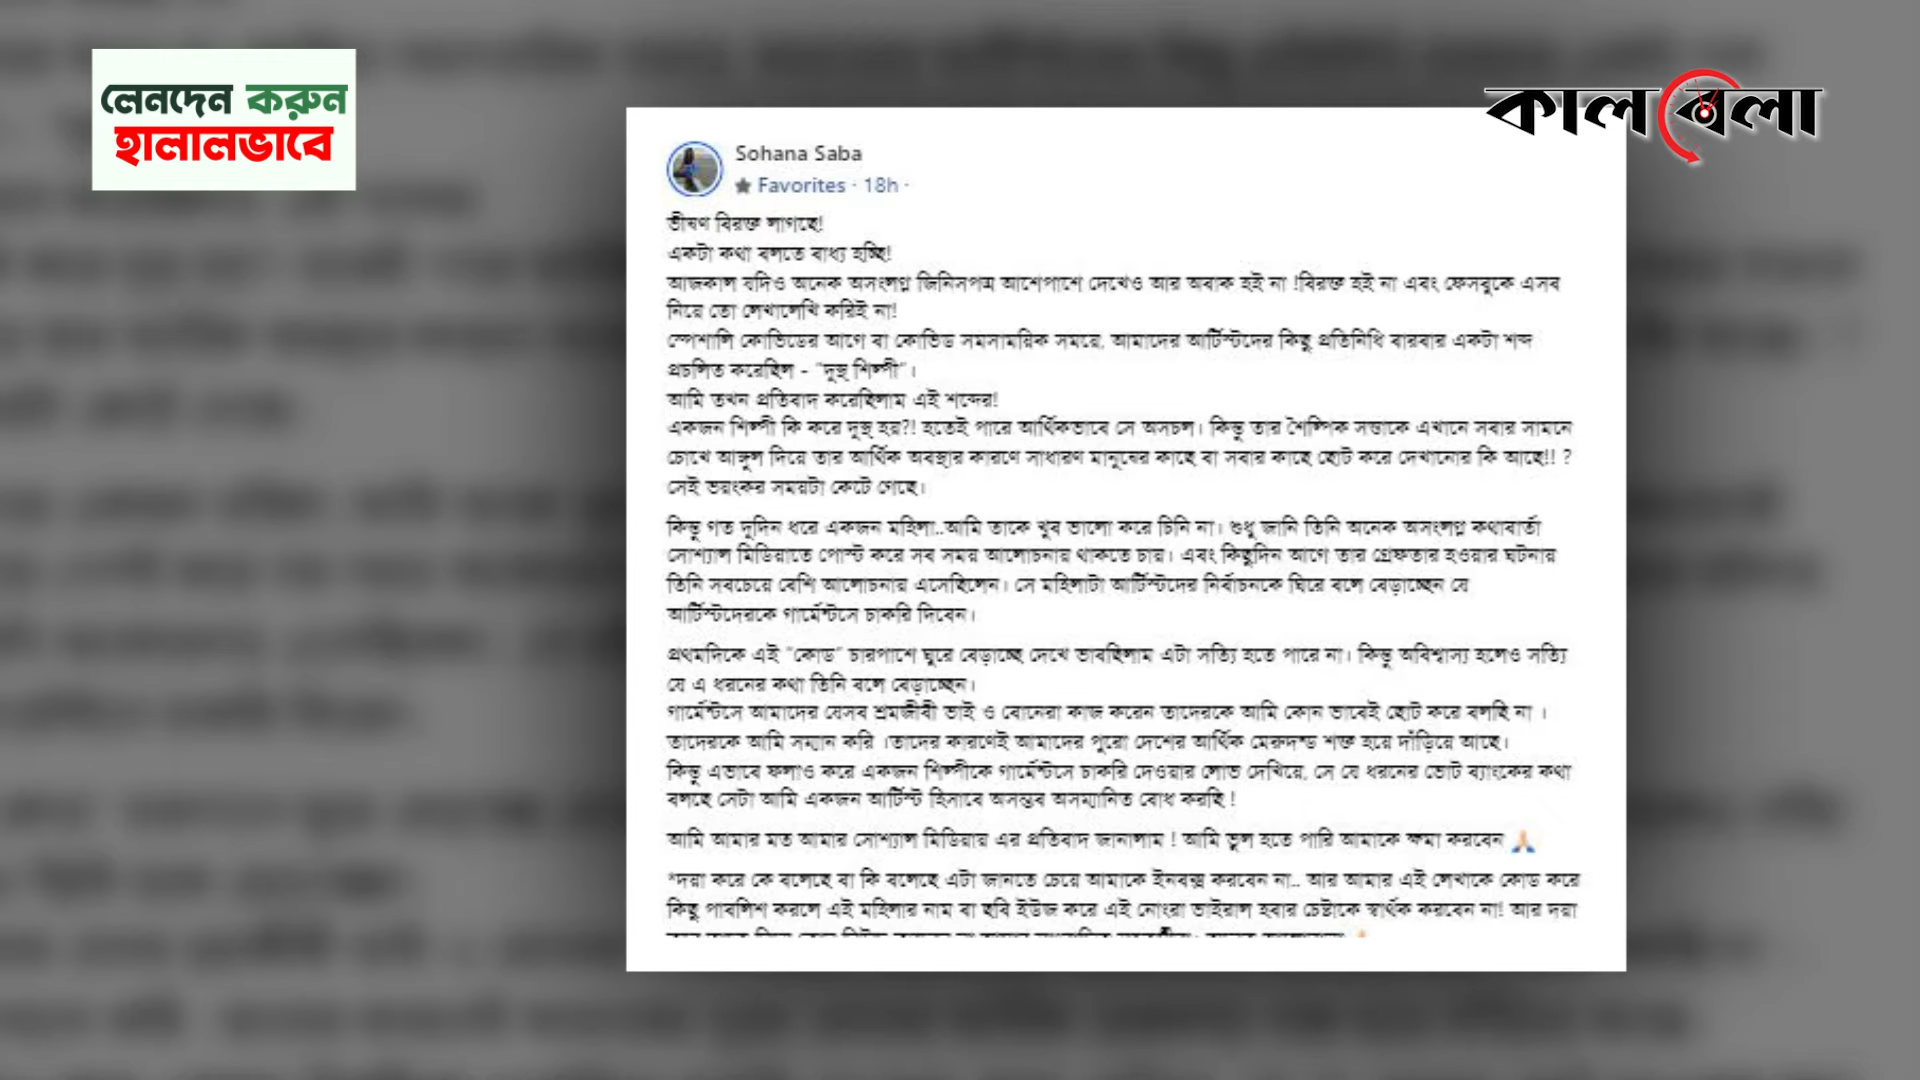 লেনদেন করুন
হালালভাবে
কালবেলা
Sohana Saba
Favorites · 18h ·
ভীষণ বিরক্ত লাগছে!
একটা কথা বলতে বাধ্য হচ্ছি!
আজকাল যদিও অনেক অসংলগ্ন জিনিসপত্র আশেপাশে দেখেও আর অবাক হই না !বিরক্ত হই না এবং ফেসবুকে এসব
নিয়ে তো লেখালেখি করিই না!
স্পেশালি কোভিডের আগে বা কোভিড সমসাময়িক সময়ে, আমাদের আর্টিস্টদের কিছু প্রতিনিধি বারবার একটা শব্দ
প্রচলিত করেছিল - "দুস্থ শিল্পী"।
আমি তখন প্রতিবাদ করেছিলাম এই শব্দের!
একজন শিল্পী কি করে দুস্থ হয়?! হতেই পারে আর্থিকভাবে সে অসচল। কিন্তু তার শৈল্পিক সত্তাকে এখানে সবার সামনে
চোখে আঙ্গুল দিয়ে তার আর্থিক অবস্থার কারণে সাধারণ মানুষের কাছে বা সবার কাছে ছোট করে দেখানোর কি আছে!! ?
সেই ভয়ংকর সময়টা কেটে গেছে।
কিন্তু গত দুদিন ধরে একজন মহিলা..আমি তাকে খুব ভালো করে চিনি না। শুধু জানি তিনি অনেক অসংলগ্ন কথাবার্তা
সোশ্যাল মিডিয়াতে পোস্ট করে সব সময় আলোচনায় থাকতে চায়। এবং কিছুদিন আগে তার গ্রেফতার হওয়ার ঘটনায়
তিনি সবচেয়ে বেশি আলোচনায় এসেছিলেন। সে মহিলাটা আর্টিস্টদের নির্বাচনকে ঘিরে বলে বেড়াচ্ছেন যে
আর্টিস্টদেরকে গার্মেন্টসে চাকরি দিবেন।
প্রথমদিকে এই "কোড" চারপাশে ঘুরে বেড়াচ্ছে দেখে ভাবছিলাম এটা সত্যি হতে পারে না। কিন্তু অবিশ্বাস্য হলেও সত্যি
যে এ ধরনের কথা তিনি বলে বেড়াচ্ছেন।
গার্মেন্টসে আমাদের যেসব শ্রমজীবী ভাই ও বোনেরা কাজ করেন তাদেরকে আমি কোন ভাবেই ছোট করে বলছি না ।
তাদেরকে আমি সম্মান করি ।তাদের কারণেই আমাদের পুরো দেশের আর্থিক মেরুদন্ড শক্ত হয়ে দাঁড়িয়ে আছে।
কিন্তু এভাবে ফলাও করে একজন শিল্পীকে গার্মেন্টসে চাকরি দেওয়ার লোভ দেখিয়ে, সে যে ধরনের ভোট ব্যাংকের কথা
বলছে সেটা আমি একজন আর্টিস্ট হিসাবে অসম্ভব অসম্মানিত বোধ করছি !
আমি আমার মত আমার সোশ্যাল মিডিয়ায় এর প্রতিবাদ জানালাম ! আমি ভুল হতে পারি আমাকে ক্ষমা করবেন 🙏
*দয়া করে কে বলেছে বা কি বলেছে এটা জানতে চেয়ে আমাকে ইনবক্স করবেন না.. আর আমার এই লেখাকে কোড করে
কিছু পাবলিশ করলে এই মহিলার নাম বা ছবি ইউজ করে এই নোংরা ভাইরাল হবার চেষ্টাকে স্বার্থক করবেন না! আর দয়া